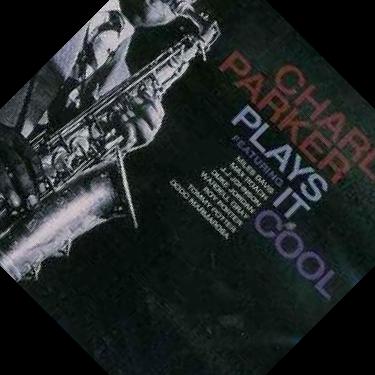 CHARL
PARKER
PLAYS
IT
COOL
FEATURING
MILES DAVIS
MAX ROACH
J.J. JOHNSON
DUKE JORDAN
WARDELL GRAY
ROY PORTER
TOMMY POTTER
DODO MARMAROSA